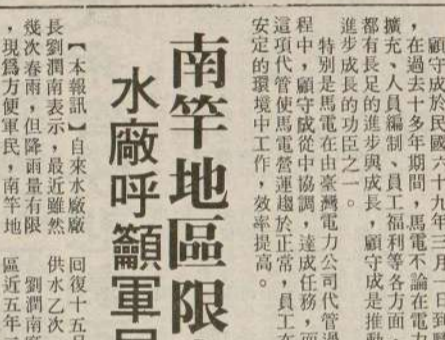 顧守成於民國六十九年二月一日到
，在過去十多年期間，馬電不論在電力
擴充、人員編制、員工福利等各方面，
都有長足的進步與成長，顧守成是推動
進步成長的功臣之一。
特別是馬電在由臺灣電力公司代管過
程中，顧守成從中協調，達成任務，而
這項代管使馬電營運趨於正常，員工在
安定的環境中工作，效率提高。
南竿地區限
水廠呼籲軍民
【本報訊】自來水廠廠
長劉潤南表示，最近雖然
幾次春雨，但降雨量有限
，現爲方便軍民，南竿地
回復十五日
供水乙次
劉潤南廠
區近五年